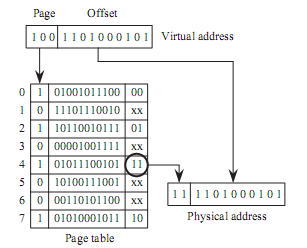 Page Offset
1 0 0 1 1 0 1 0 0 0 1 0 1 Virtual address
0 1 01001011100 00
1 0 11101110010 xx
2 1 10110010111 01
3 0 00001001111 xx
4 1 01011100101 11
5 0 10100111001 xx
6 0 00110101100 xx
7 1 01010001011 10
1 1 1 1 0 1 0 0 0 1 0 1
Physical address
Page table